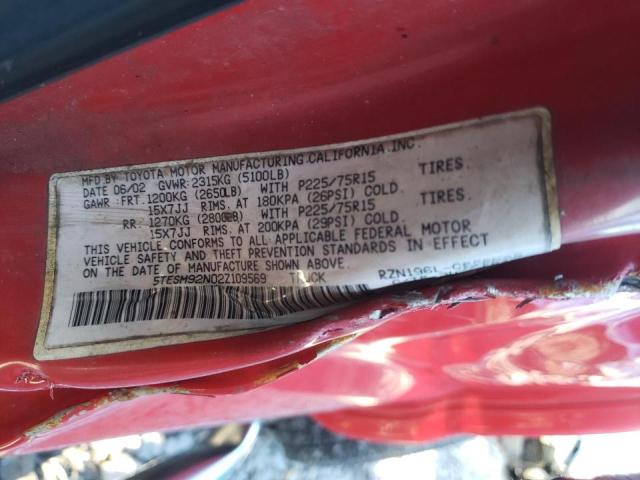 MFD BY TOYOTA MOTOR MANUFACTURING, CALIFORNIA, INC.
DATE 06/02 GVWR: 2315KG (5100LB)
GAWR: FRT. 1200KG (2650LB) WITH P225/75R15 TIRES.
15X7JJ RIMS. AT 180KPA (26PSI) COLD.
RR. 1270KG (2800LB) WITH P225/75R15 TIRES.
15X7JJ RIMS. AT 200KPA (29PSI) COLD.
THIS VEHICLE CONFORMS TO ALL APPLICABLE FEDERAL MOTOR
VEHICLE SAFETY AND THEFT PREVENTION STANDARDS IN EFFECT
ON THE DATE OF MANUFACTURE SHOWN ABOVE.
5TESM92N02Z109569 TRUCK RZN196L